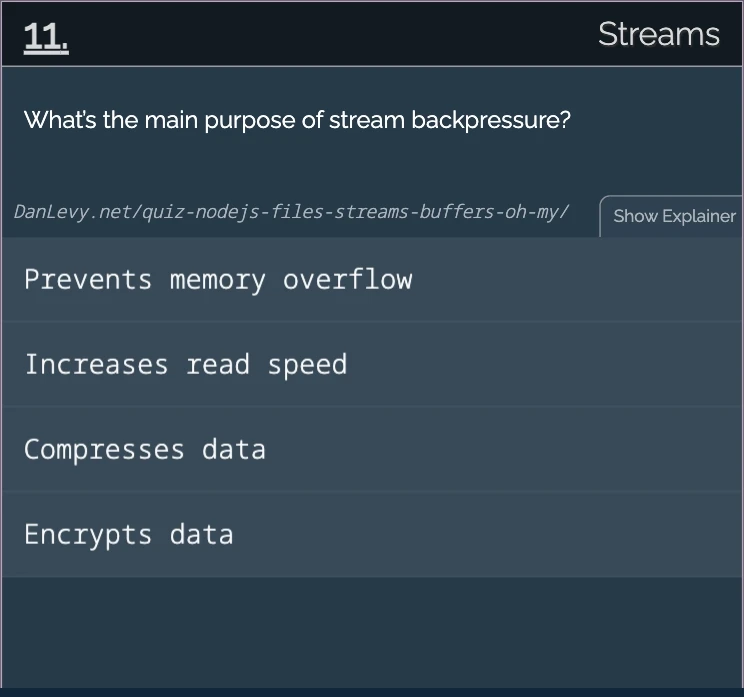 11.
Streams
What's the main purpose of stream backpressure?
DanLevy.net/quiz-nodejs-files-streams-buffers-oh-my/
Show Explainer
Prevents memory overflow
Increases read speed
Compresses data
Encrypts data